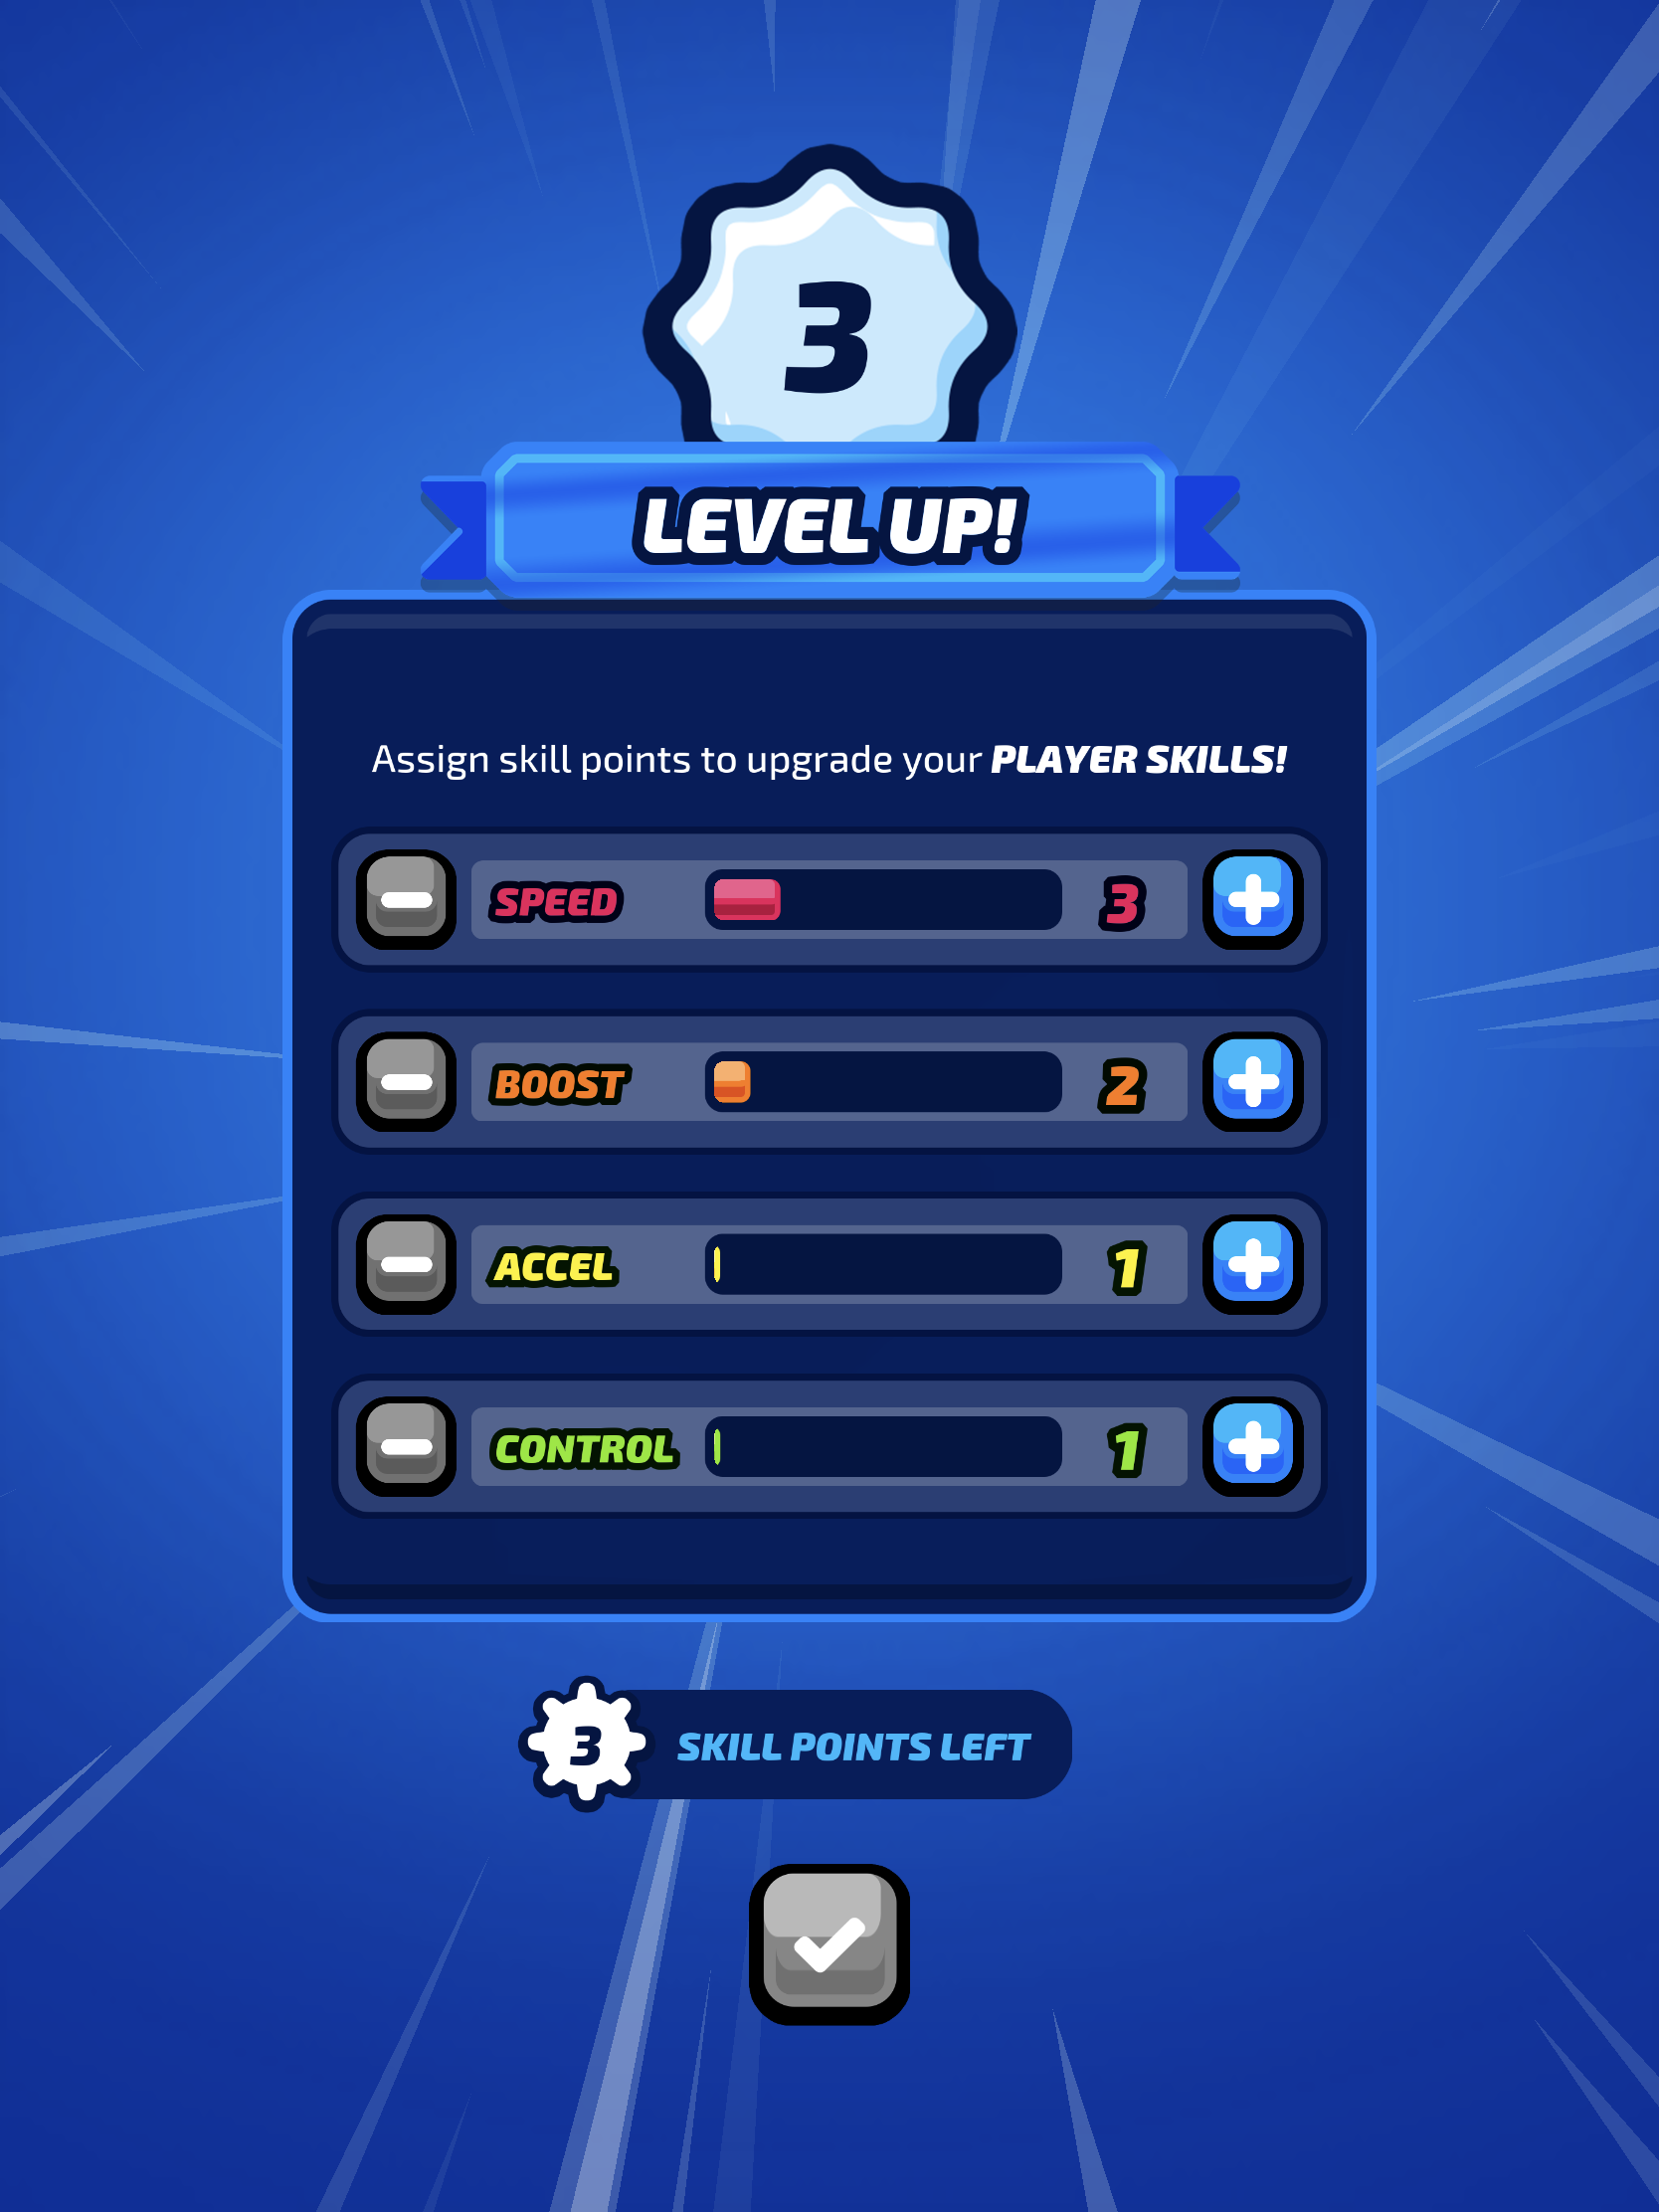 3
LEVEL UP!
Assign skill points to upgrade your PLAYER SKILLS!
SPEED 3
BOOST 2
ACCEL 1
CONTROL 1
3 SKILL POINTS LEFT